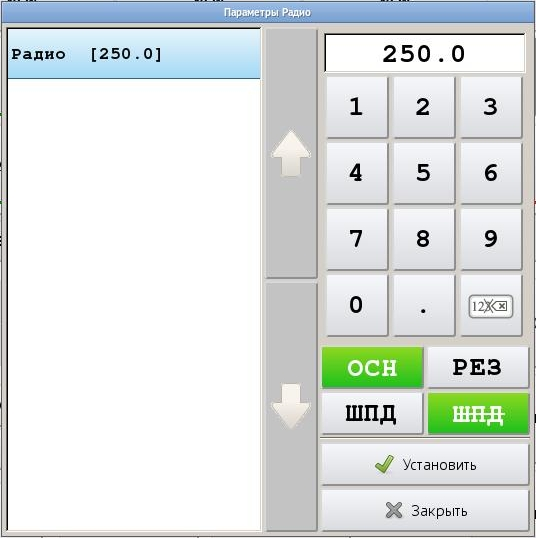 Параметры Радио
Радио [250.0]
250.0
1 2 3
4 5 6
7 8 9
0 . 123
ОСН РЕЗ
ШПД ШПД
Установить
Закрыть